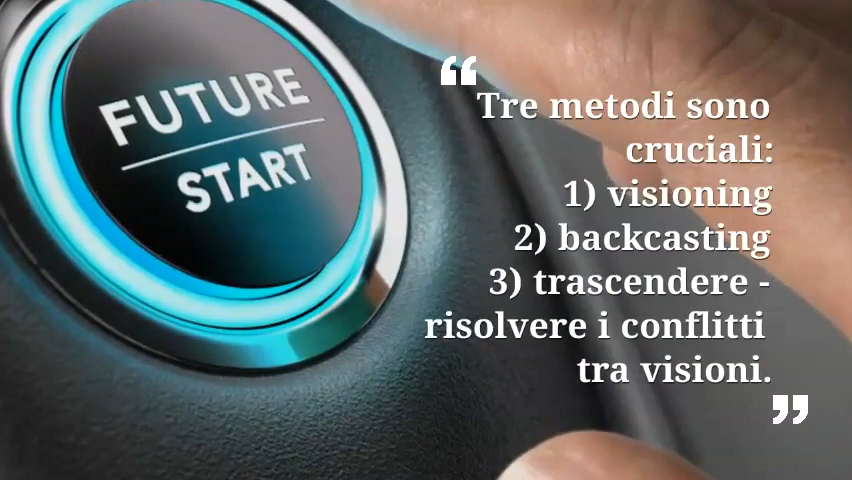 FUTURE
START
“
Tre metodi sono
cruciali:
1) visioning
2) backcasting
3) trascendere -
risolvere i conflitti
tra visioni.
”